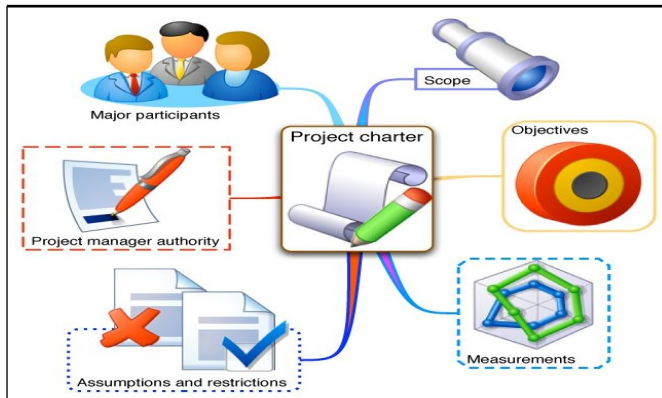 Major participants
Scope
Project charter
Objectives
Project manager authority
Assumptions and restrictions
Measurements